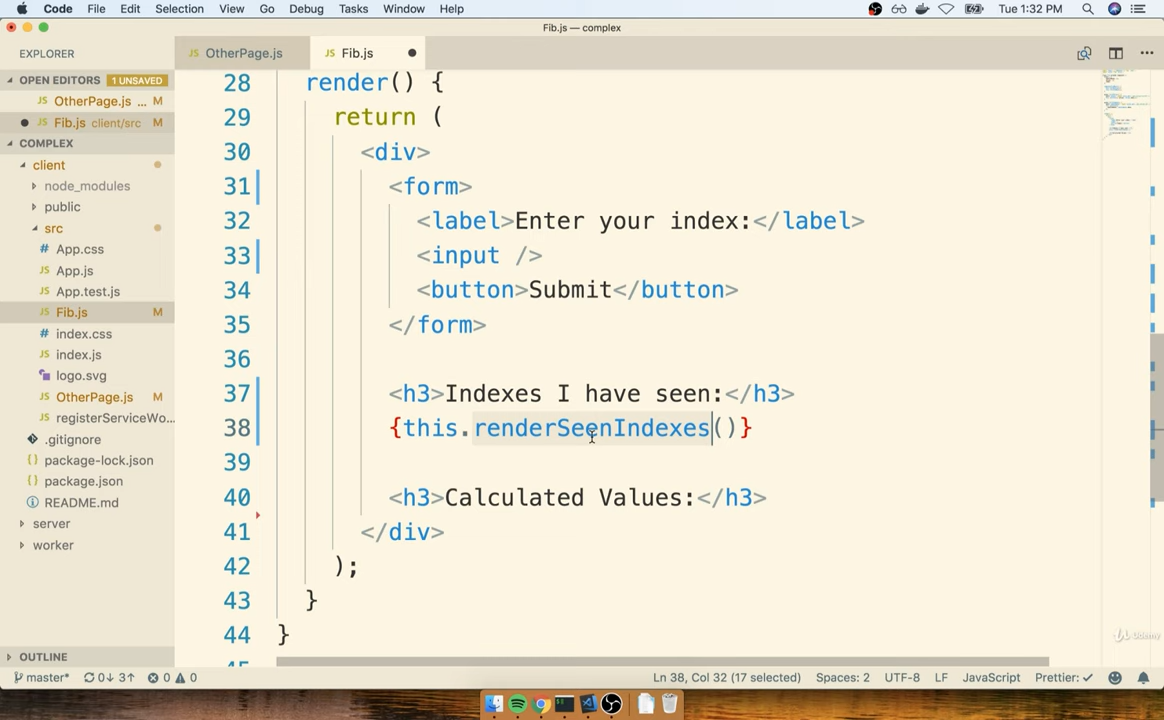 Code File Edit Selection View Go Debug Tasks Window Help Tue 1:32 PM
Fib.js — complex
EXPLORER
OPEN EDITORS 1 UNSAVED
OtherPage.js ... M
Fib.js client/src M
COMPLEX
client
node_modules
public
src
App.css
App.js
App.test.js
Fib.js M
index.css
index.js
logo.svg
OtherPage.js M
registerServiceWo...
.gitignore
package-lock.json
package.json
README.md
server
worker
OUTLINE
OtherPage.js Fib.js
28 render() {
29 return (
30 <div>
31 <form>
32 <label>Enter your index:</label>
33 <input />
34 <button>Submit</button>
35 </form>
36
37 <h3>Indexes I have seen:</h3>
38 {this.renderSeenIndexes()}
39
40 <h3>Calculated Values:</h3>
41 </div>
42 );
43 }
44 }
Udemy
master* 0↓ 3↑ 0 0 Ln 38, Col 32 (17 selected) Spaces: 2 UTF-8 LF JavaScript Prettier: ✓